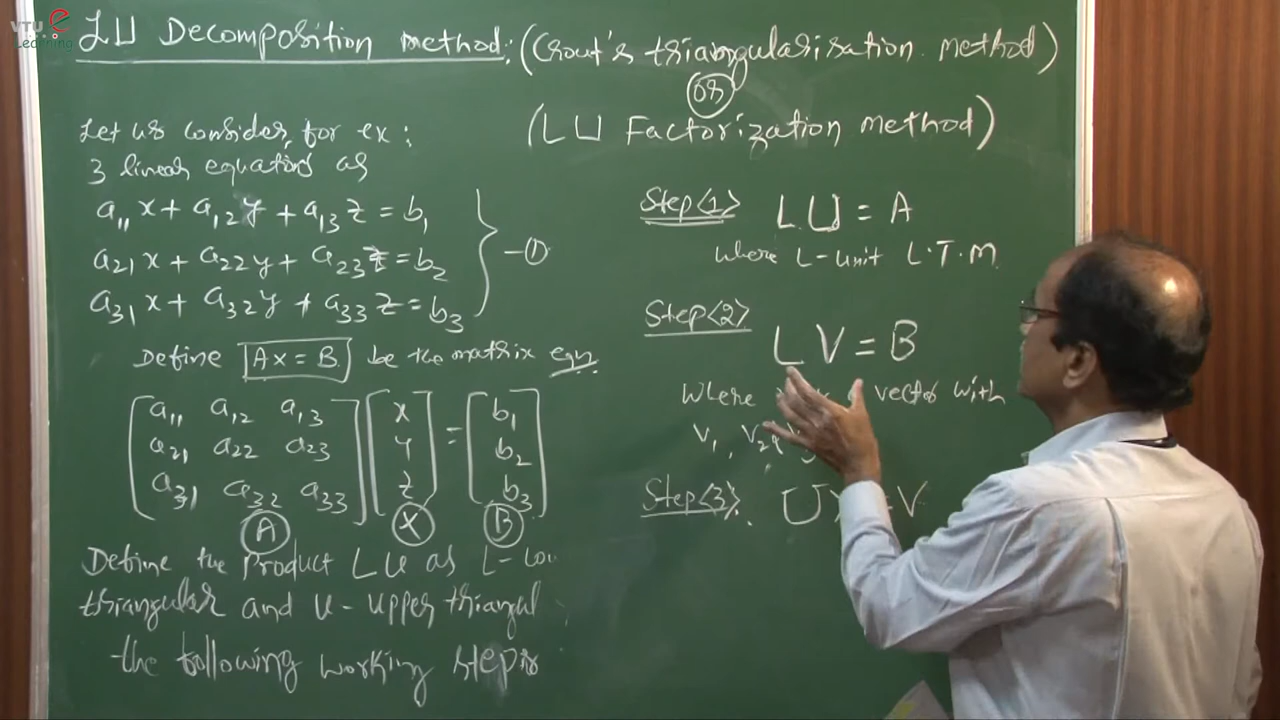 VTU e
Learning
LU Decomposition method: (Crout's triangularisation method)
or
(LU Factorization method)
Let us consider, for ex:
3 linear equations as
a11 x + a12 y + a13 z = b1
a21 x + a22 y + a23 z = b2
a31 x + a32 y + a33 z = b3
— ①
Define AX = B be the matrix eqn
a11 a12 a13 x = b1
a21 a22 a23 y b2
a31 a32 a33 z b3
A X B
Define the Product LU as L-
triangular and U - Upper
the following working steps
Step<1> LU = A
where L - unit L.T.M
Step<2> LV = B
Where vector with
V1, V2,
Step<3>. U V